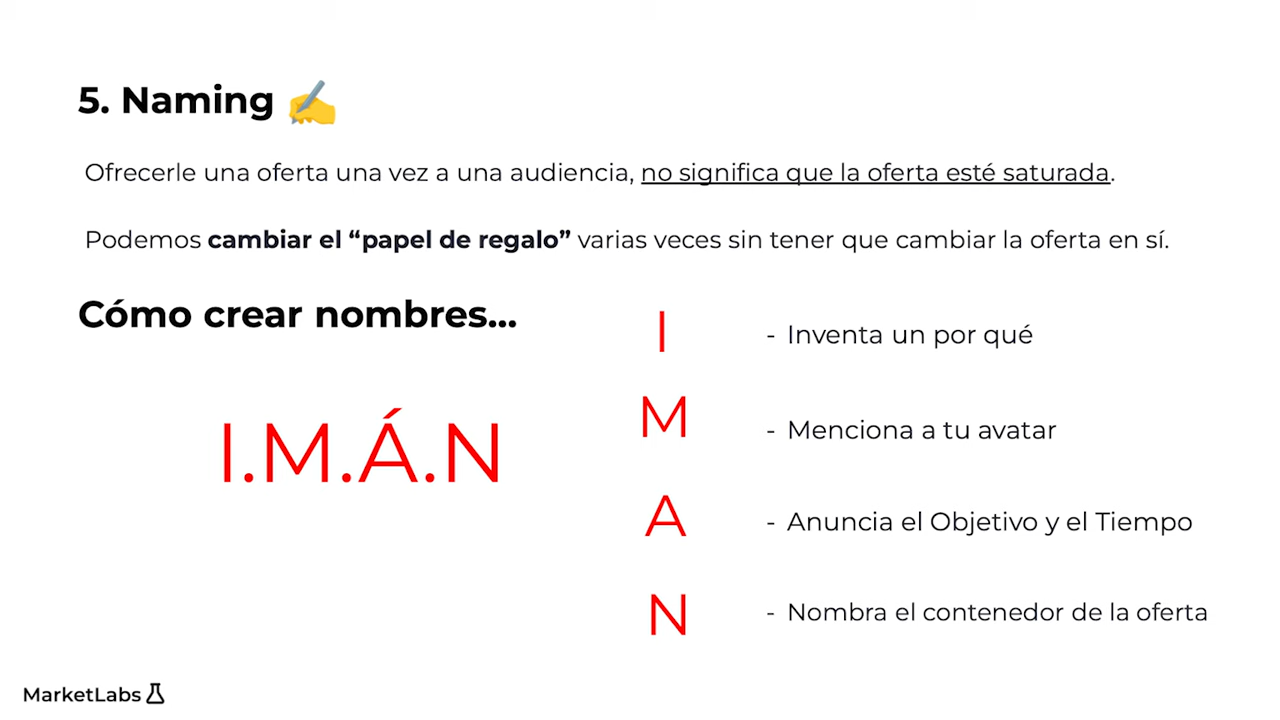 5. Naming ✍
Ofrecerle una oferta una vez a una audiencia, no significa que la oferta esté saturada.
Podemos cambiar el “papel de regalo” varias veces sin tener que cambiar la oferta en sí.
Cómo crear nombres...
I.M.Á.N
I - Inventa un por qué
M - Menciona a tu avatar
A - Anuncia el Objetivo y el Tiempo
N - Nombra el contenedor de la oferta
MarketLabs